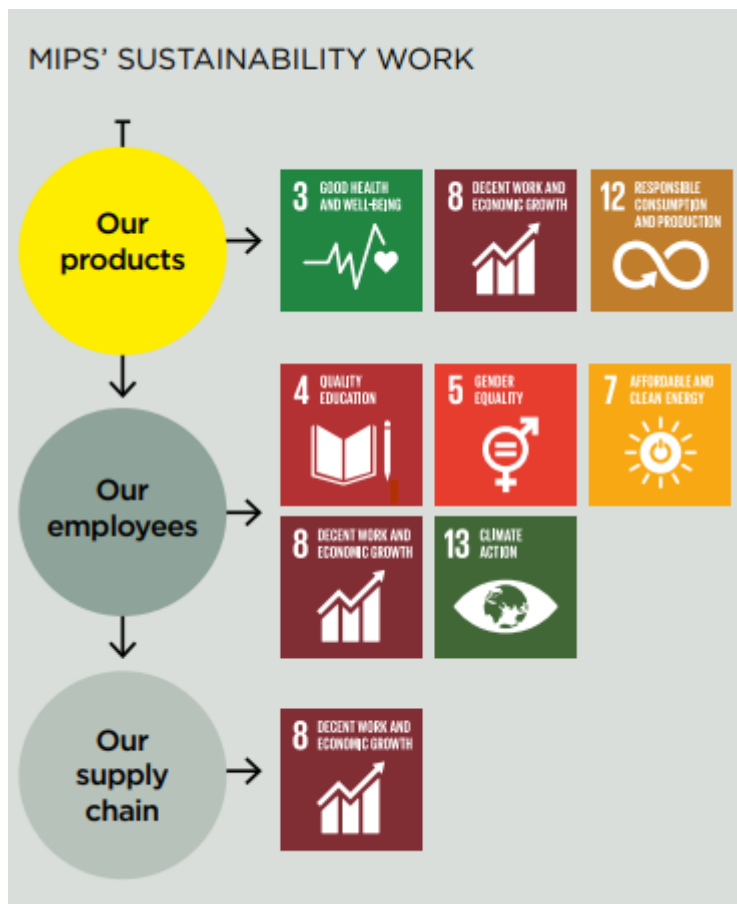 MIPS' SUSTAINABILITY WORK
Our
products
3 GOOD HEALTH
AND WELL-BEING
8 DECENT WORK AND
ECONOMIC GROWTH
12 RESPONSIBLE
CONSUMPTION
AND PRODUCTION
Our
employees
4 QUALITY
EDUCATION
5 GENDER
EQUALITY
7 AFFORDABLE AND
CLEAN ENERGY
8 DECENT WORK AND
ECONOMIC GROWTH
13 CLIMATE
ACTION
Our
supply
chain
8 DECENT WORK AND
ECONOMIC GROWTH